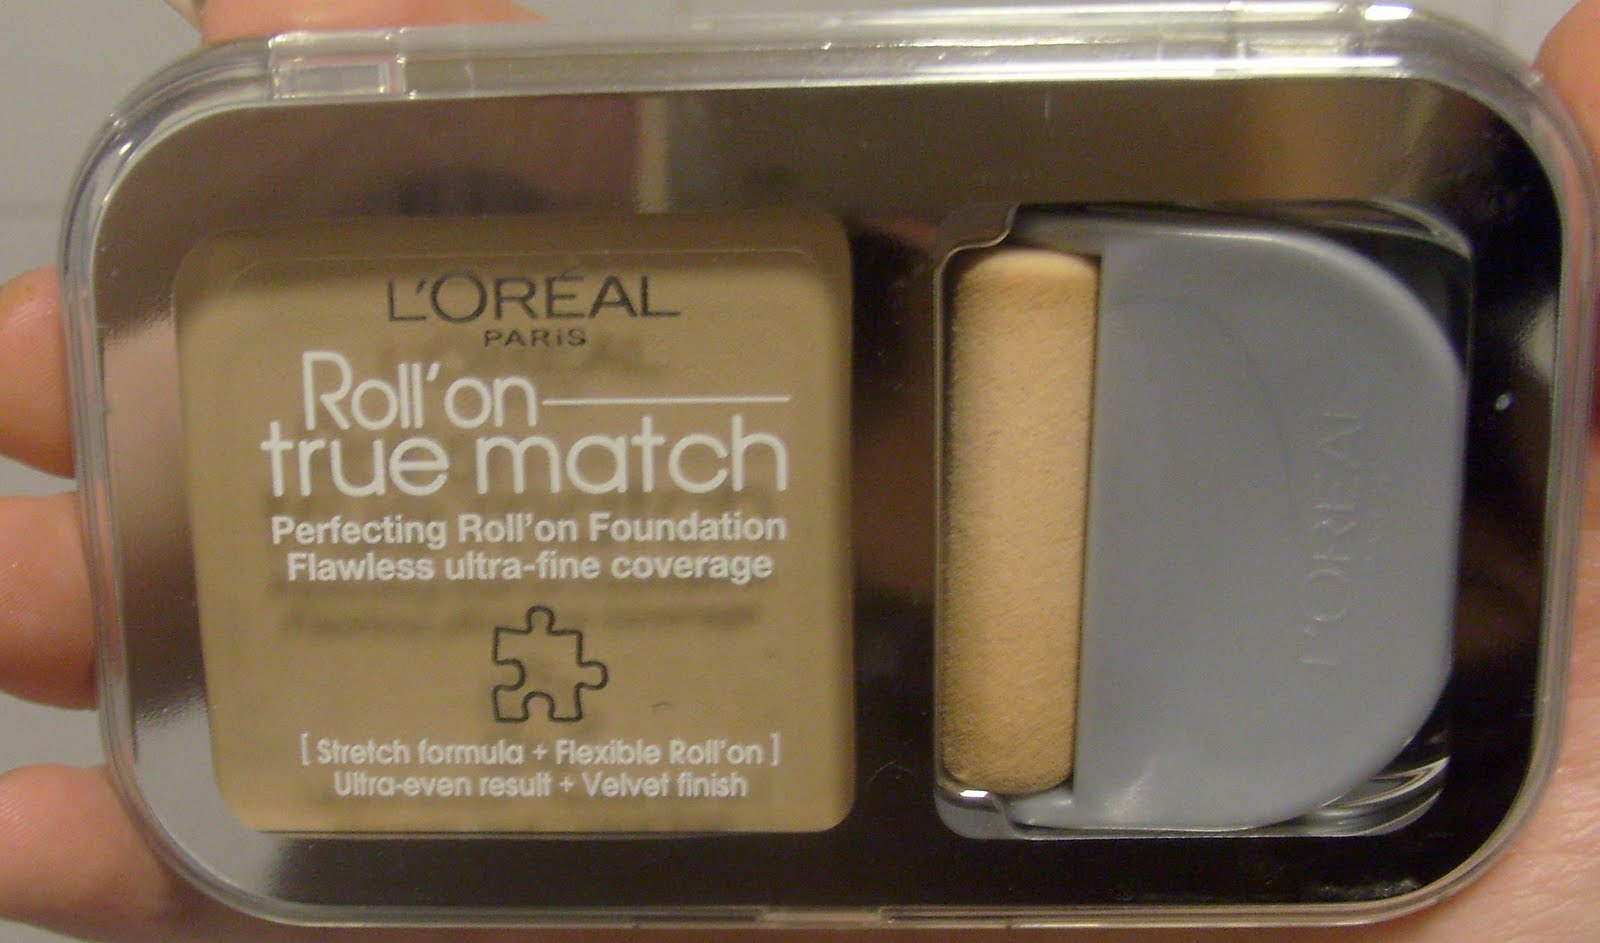 L'ORÉAL
PARiS
Roll'on
true match
Perfecting Roll'on Foundation
Flawless ultra-fine coverage
[ Stretch formula + Flexible Roll'on ]
Ultra-even result + Velvet finish
L'ORÉAL